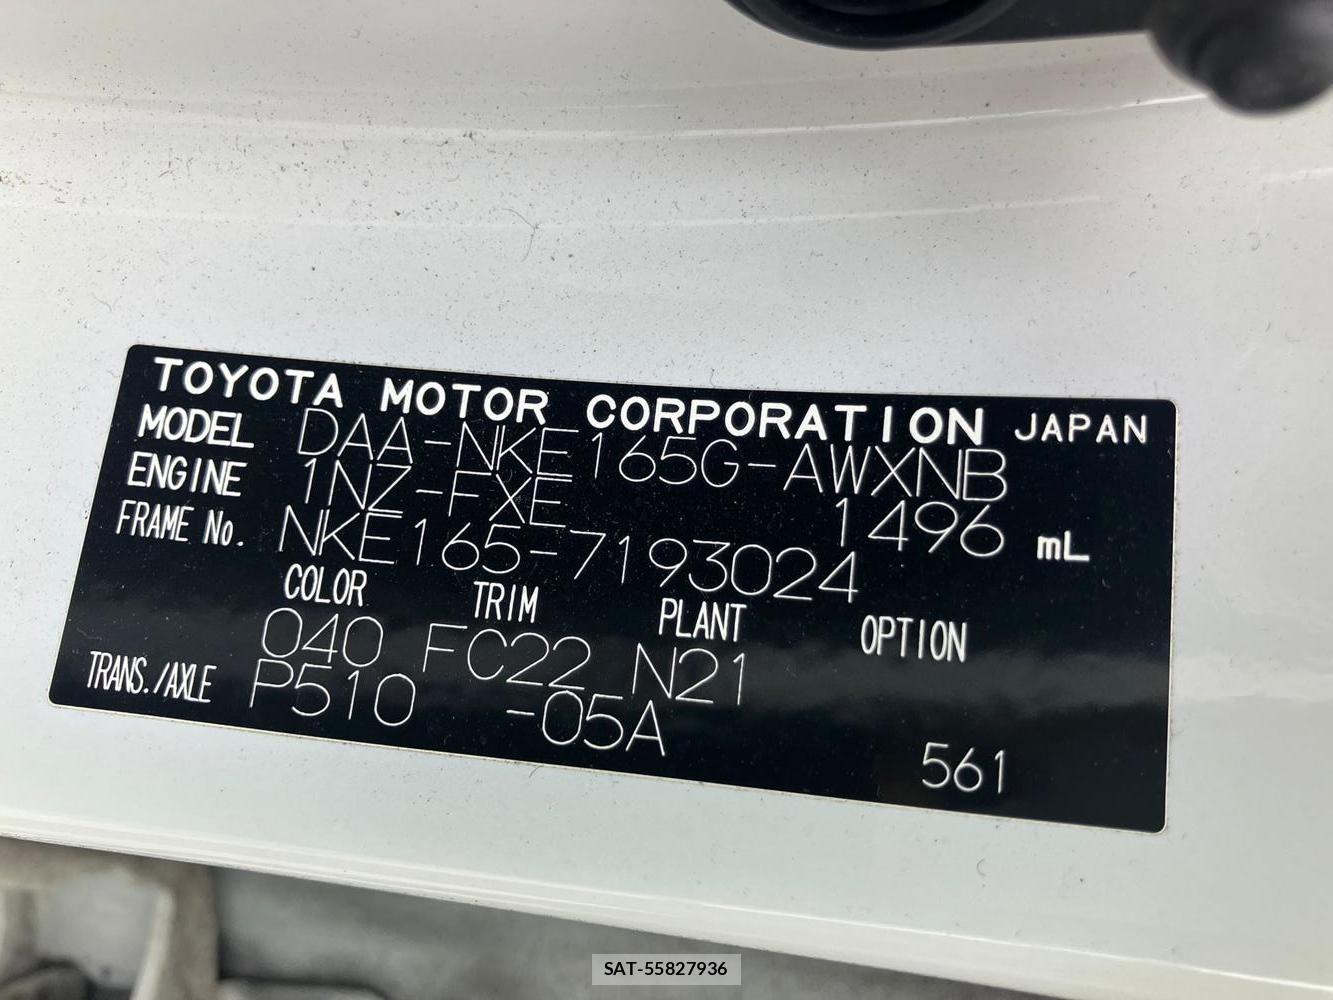 TOYOTA MOTOR CORPORATION JAPAN
MODEL DAA-NKE165G-AWXNB
ENGINE 1NZ-FXE 1496 mL
FRAME No. NKE165-7193024
COLOR TRIM PLANT OPTION
040 FC22 N21
TRANS./AXLE P510 -05A
561
SAT-55827936